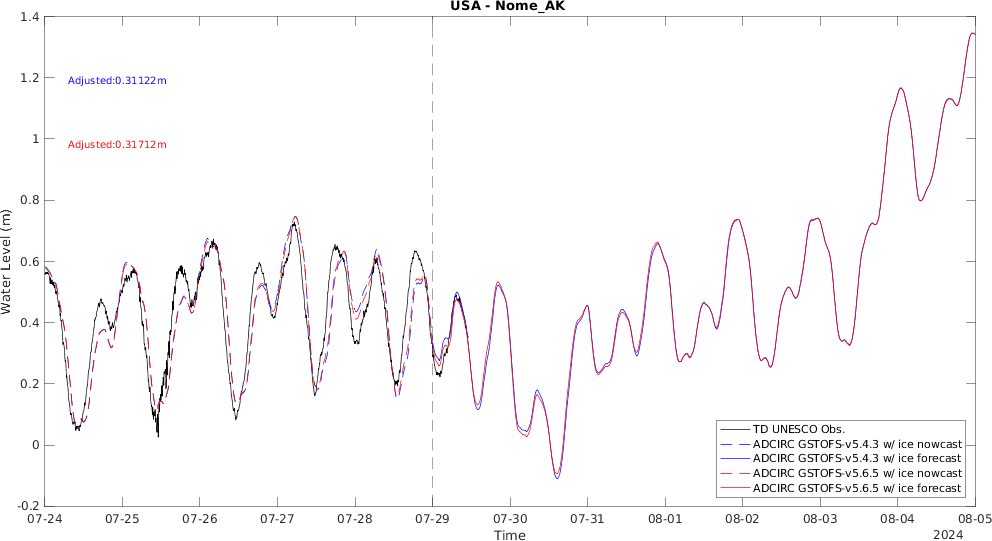 USA - Nome_AK
1.4
1.2
1
0.8
0.6
0.4
0.2
0
-0.2
Water Level (m)
Adjusted:0.31122m
Adjusted:0.31712m
TD UNESCO Obs.
ADCIRC GSTOFS-v5.4.3 w/ ice nowcast
ADCIRC GSTOFS-v5.4.3 w/ ice forecast
ADCIRC GSTOFS-v5.6.5 w/ ice nowcast
ADCIRC GSTOFS-v5.6.5 w/ ice forecast
07-24 07-25 07-26 07-27 07-28 07-29 07-30 07-31 08-01 08-02 08-03 08-04 08-05
Time
2024